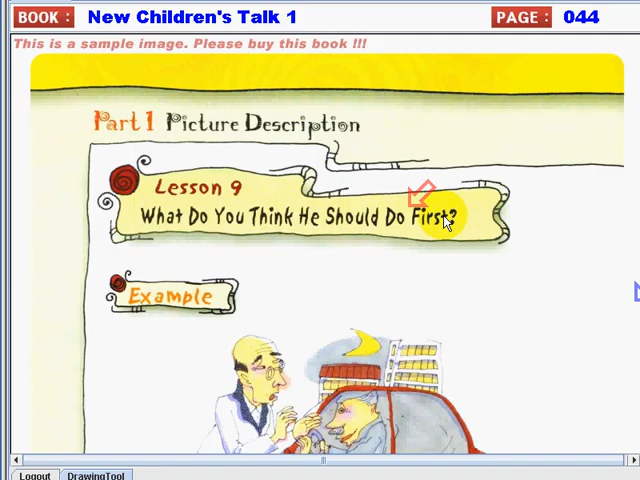 BOOK : New Children's Talk 1 PAGE : 044
This is a sample image. Please buy this book !!!
Part 1 Picture Description
Lesson 9
What Do You Think He Should Do First?
Example
Logout DrawingTool